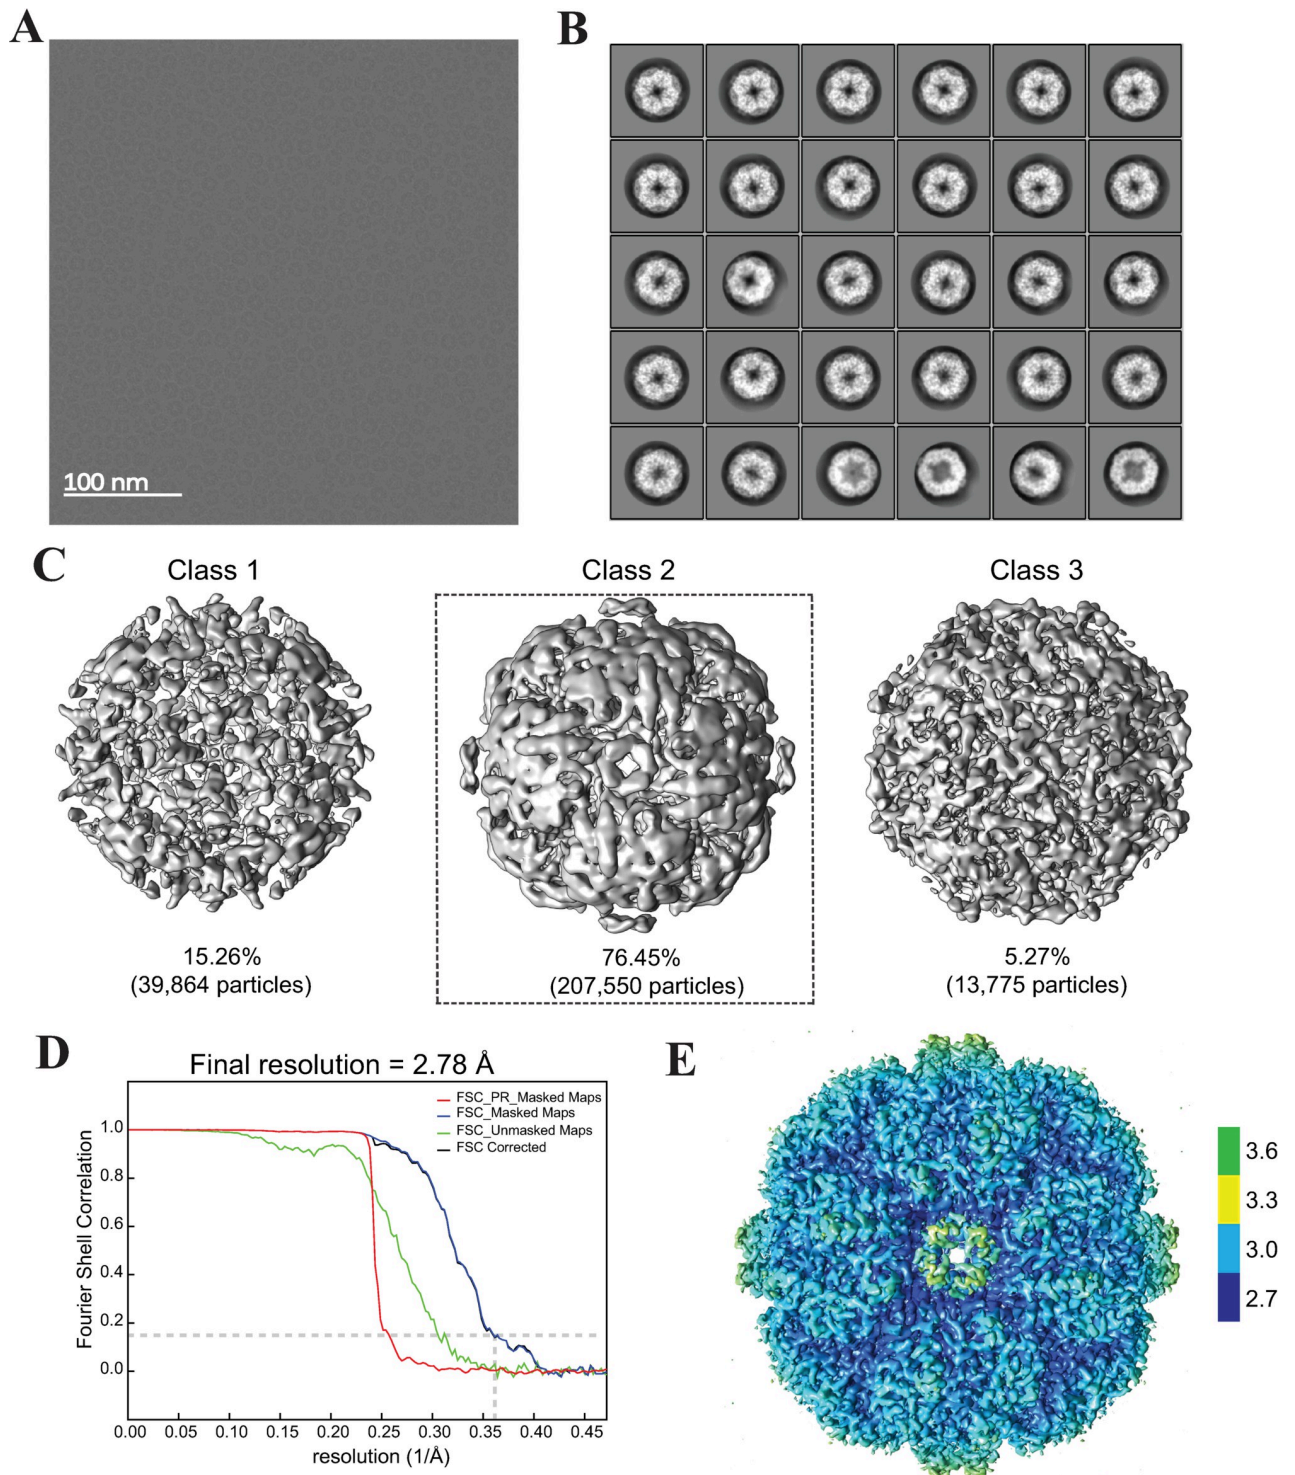 A
B
100 nm
C
Class 1
Class 2
Class 3
15.26%
(39,864 particles)
76.45%
(207,550 particles)
5.27%
(13,775 particles)
D
Final resolution = 2.78 Å
FSC_PR_Masked Maps
FSC_Masked Maps
FSC_Unmasked Maps
FSC Corrected
Fourier Shell Correlation
1.0
0.8
0.6
0.4
0.2
0.0
0.00 0.05 0.10 0.15 0.20 0.25 0.30 0.35 0.40 0.45
resolution (1/Å)
E
3.6
3.3
3.0
2.7